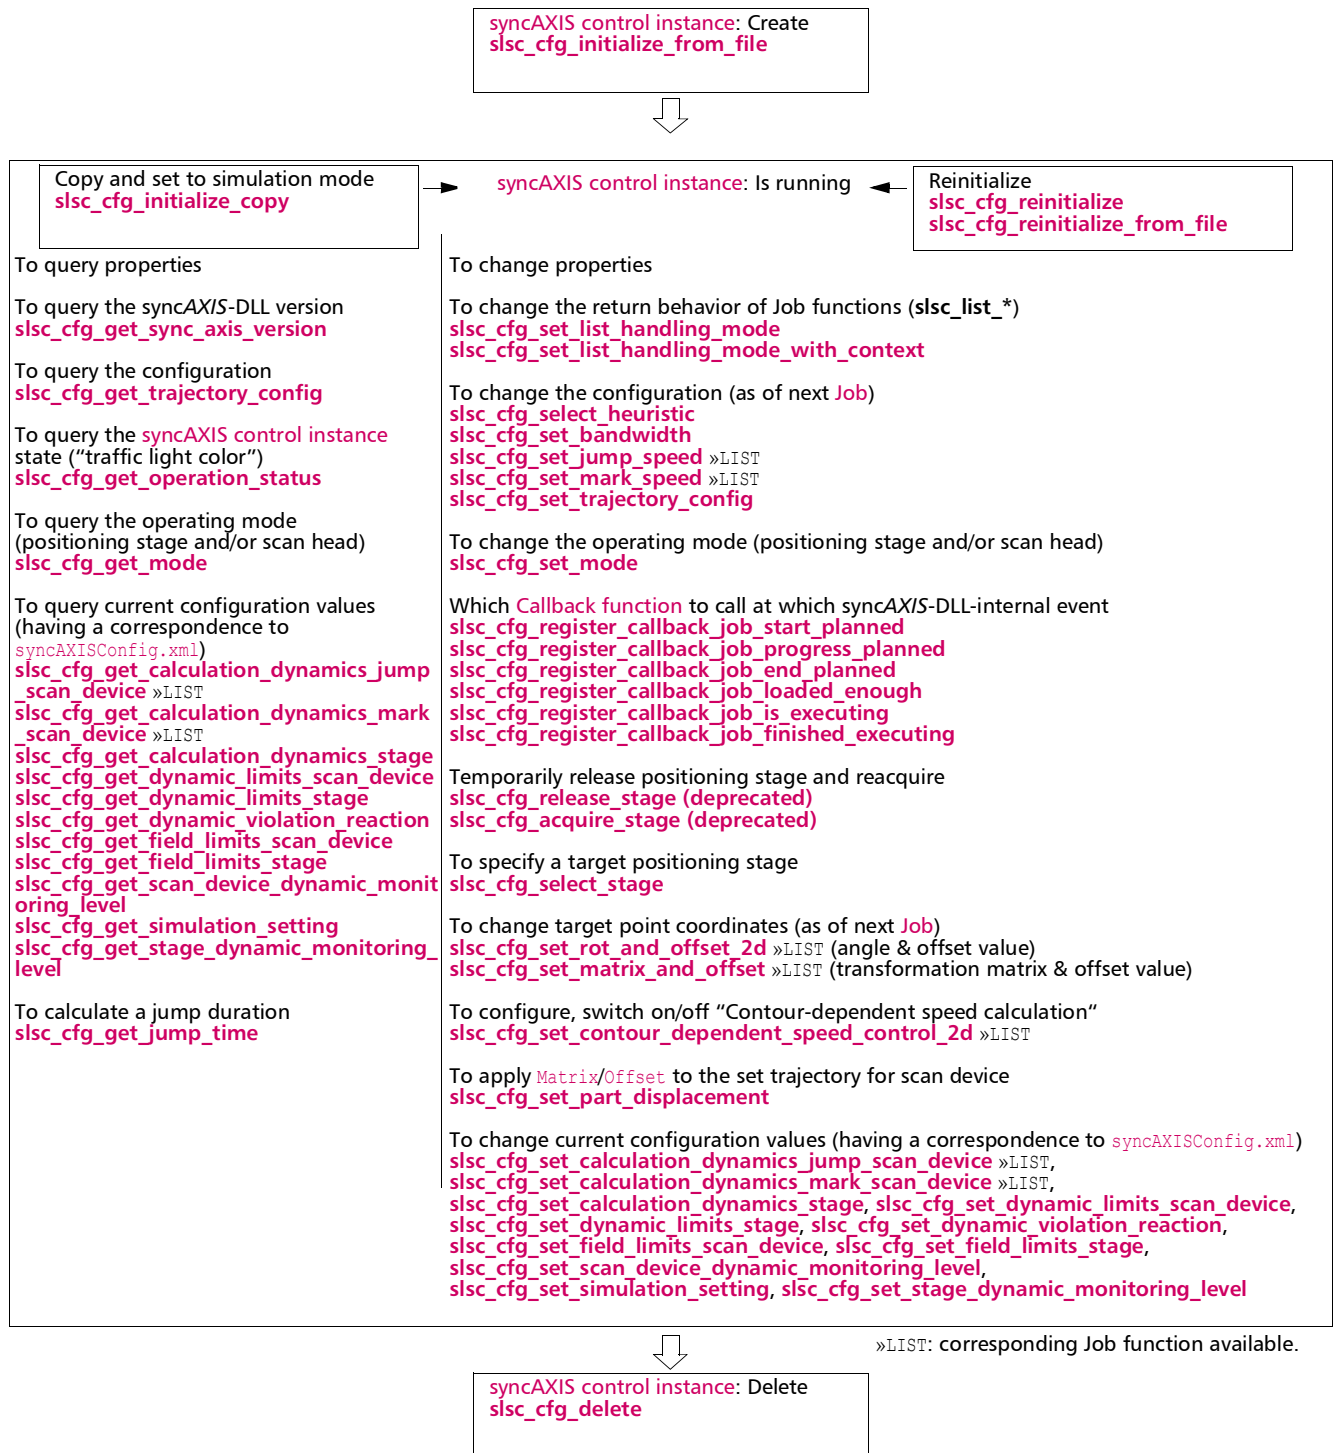 syncAXIS control instance: Create
slsc_cfg_initialize_from_file
Copy and set to simulation mode
slsc_cfg_initialize_copy
syncAXIS control instance: Is running
Reinitialize
slsc_cfg_reinitialize
slsc_cfg_reinitialize_from_file
To query properties
To query the syncAXIS-DLL version
slsc_cfg_get_sync_axis_version
To query the configuration
slsc_cfg_get_trajectory_config
To query the syncAXIS control instance
state (“traffic light color”)
slsc_cfg_get_operation_status
To query the operating mode
(positioning stage and/or scan head)
slsc_cfg_get_mode
To query current configuration values
(having a correspondence to
syncAXISConfig.xml)
slsc_cfg_get_calculation_dynamics_jump
_scan_device »LIST
slsc_cfg_get_calculation_dynamics_mark
_scan_device »LIST
slsc_cfg_get_calculation_dynamics_stage
slsc_cfg_get_dynamic_limits_scan_device
slsc_cfg_get_dynamic_limits_stage
slsc_cfg_get_dynamic_violation_reaction
slsc_cfg_get_field_limits_scan_device
slsc_cfg_get_field_limits_stage
slsc_cfg_get_scan_device_dynamic_monit
oring_level
slsc_cfg_get_simulation_setting
slsc_cfg_get_stage_dynamic_monitoring_
level
To calculate a jump duration
slsc_cfg_get_jump_time
To change properties
To change the return behavior of Job functions (slsc_list_*)
slsc_cfg_set_list_handling_mode
slsc_cfg_set_list_handling_mode_with_context
To change the configuration (as of next Job)
slsc_cfg_select_heuristic
slsc_cfg_set_bandwidth
slsc_cfg_set_jump_speed »LIST
slsc_cfg_set_mark_speed »LIST
slsc_cfg_set_trajectory_config
To change the operating mode (positioning stage and/or scan head)
slsc_cfg_set_mode
Which Callback function to call at which syncAXIS-DLL-internal event
slsc_cfg_register_callback_job_start_planned
slsc_cfg_register_callback_job_progress_planned
slsc_cfg_register_callback_job_end_planned
slsc_cfg_register_callback_job_loaded_enough
slsc_cfg_register_callback_job_is_executing
slsc_cfg_register_callback_job_finished_executing
Temporarily release positioning stage and reacquire
slsc_cfg_release_stage (deprecated)
slsc_cfg_acquire_stage (deprecated)
To specify a target positioning stage
slsc_cfg_select_stage
To change target point coordinates (as of next Job)
slsc_cfg_set_rot_and_offset_2d »LIST (angle & offset value)
slsc_cfg_set_matrix_and_offset »LIST (transformation matrix & offset value)
To configure, switch on/off “Contour-dependent speed calculation“
slsc_cfg_set_contour_dependent_speed_control_2d »LIST
To apply Matrix/Offset to the set trajectory for scan device
slsc_cfg_set_part_displacement
To change current configuration values (having a correspondence to syncAXISConfig.xml)
slsc_cfg_set_calculation_dynamics_jump_scan_device »LIST,
slsc_cfg_set_calculation_dynamics_mark_scan_device »LIST,
slsc_cfg_set_calculation_dynamics_stage, slsc_cfg_set_dynamic_limits_scan_device,
slsc_cfg_set_dynamic_limits_stage, slsc_cfg_set_dynamic_violation_reaction,
slsc_cfg_set_field_limits_scan_device, slsc_cfg_set_field_limits_stage,
slsc_cfg_set_scan_device_dynamic_monitoring_level,
slsc_cfg_set_simulation_setting, slsc_cfg_set_stage_dynamic_monitoring_level
»LIST: corresponding Job function available.
syncAXIS control instance: Delete
slsc_cfg_delete